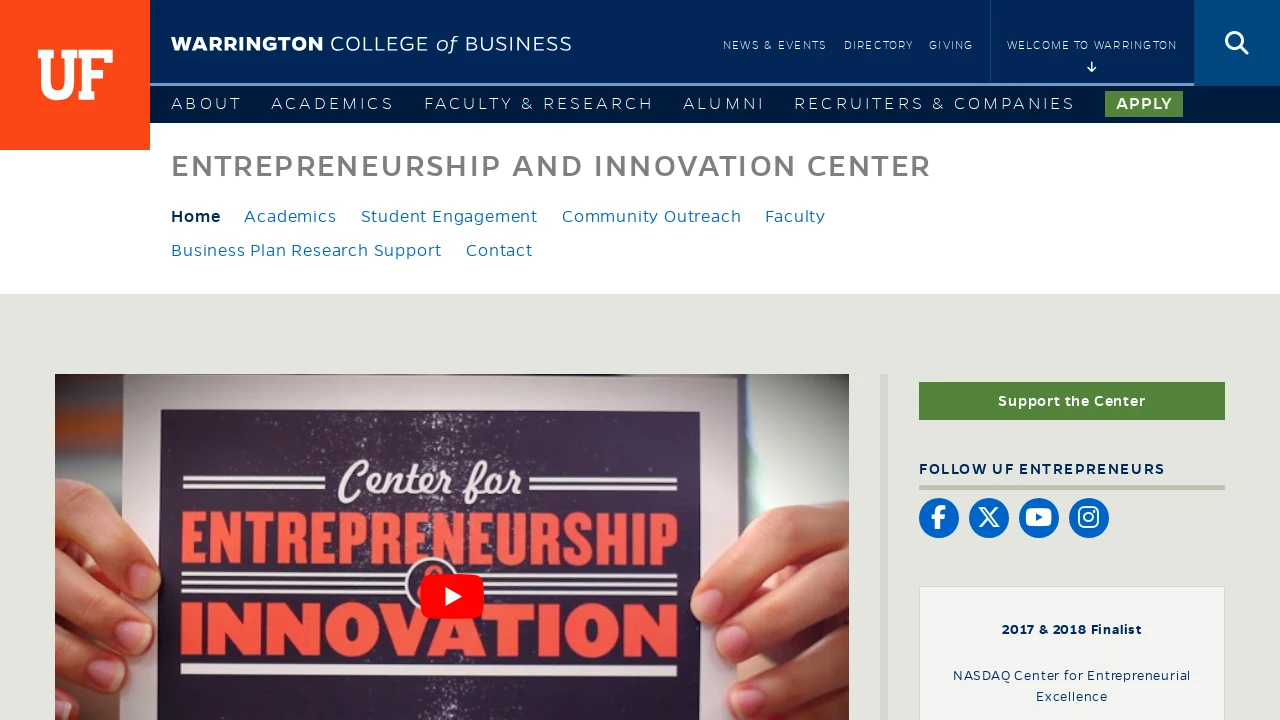 UF
WARRINGTON COLLEGE of BUSINESS
NEWS & EVENTS DIRECTORY GIVING WELCOME TO WARRINGTON
ABOUT ACADEMICS FACULTY & RESEARCH ALUMNI RECRUITERS & COMPANIES APPLY
ENTREPRENEURSHIP AND INNOVATION CENTER
Home Academics Student Engagement Community Outreach Faculty
Business Plan Research Support Contact
Center for
ENTREPRENEURSHIP
INNOVATION
Support the Center
FOLLOW UF ENTREPRENEURS
2017 & 2018 Finalist
NASDAQ Center for Entrepreneurial
Excellence